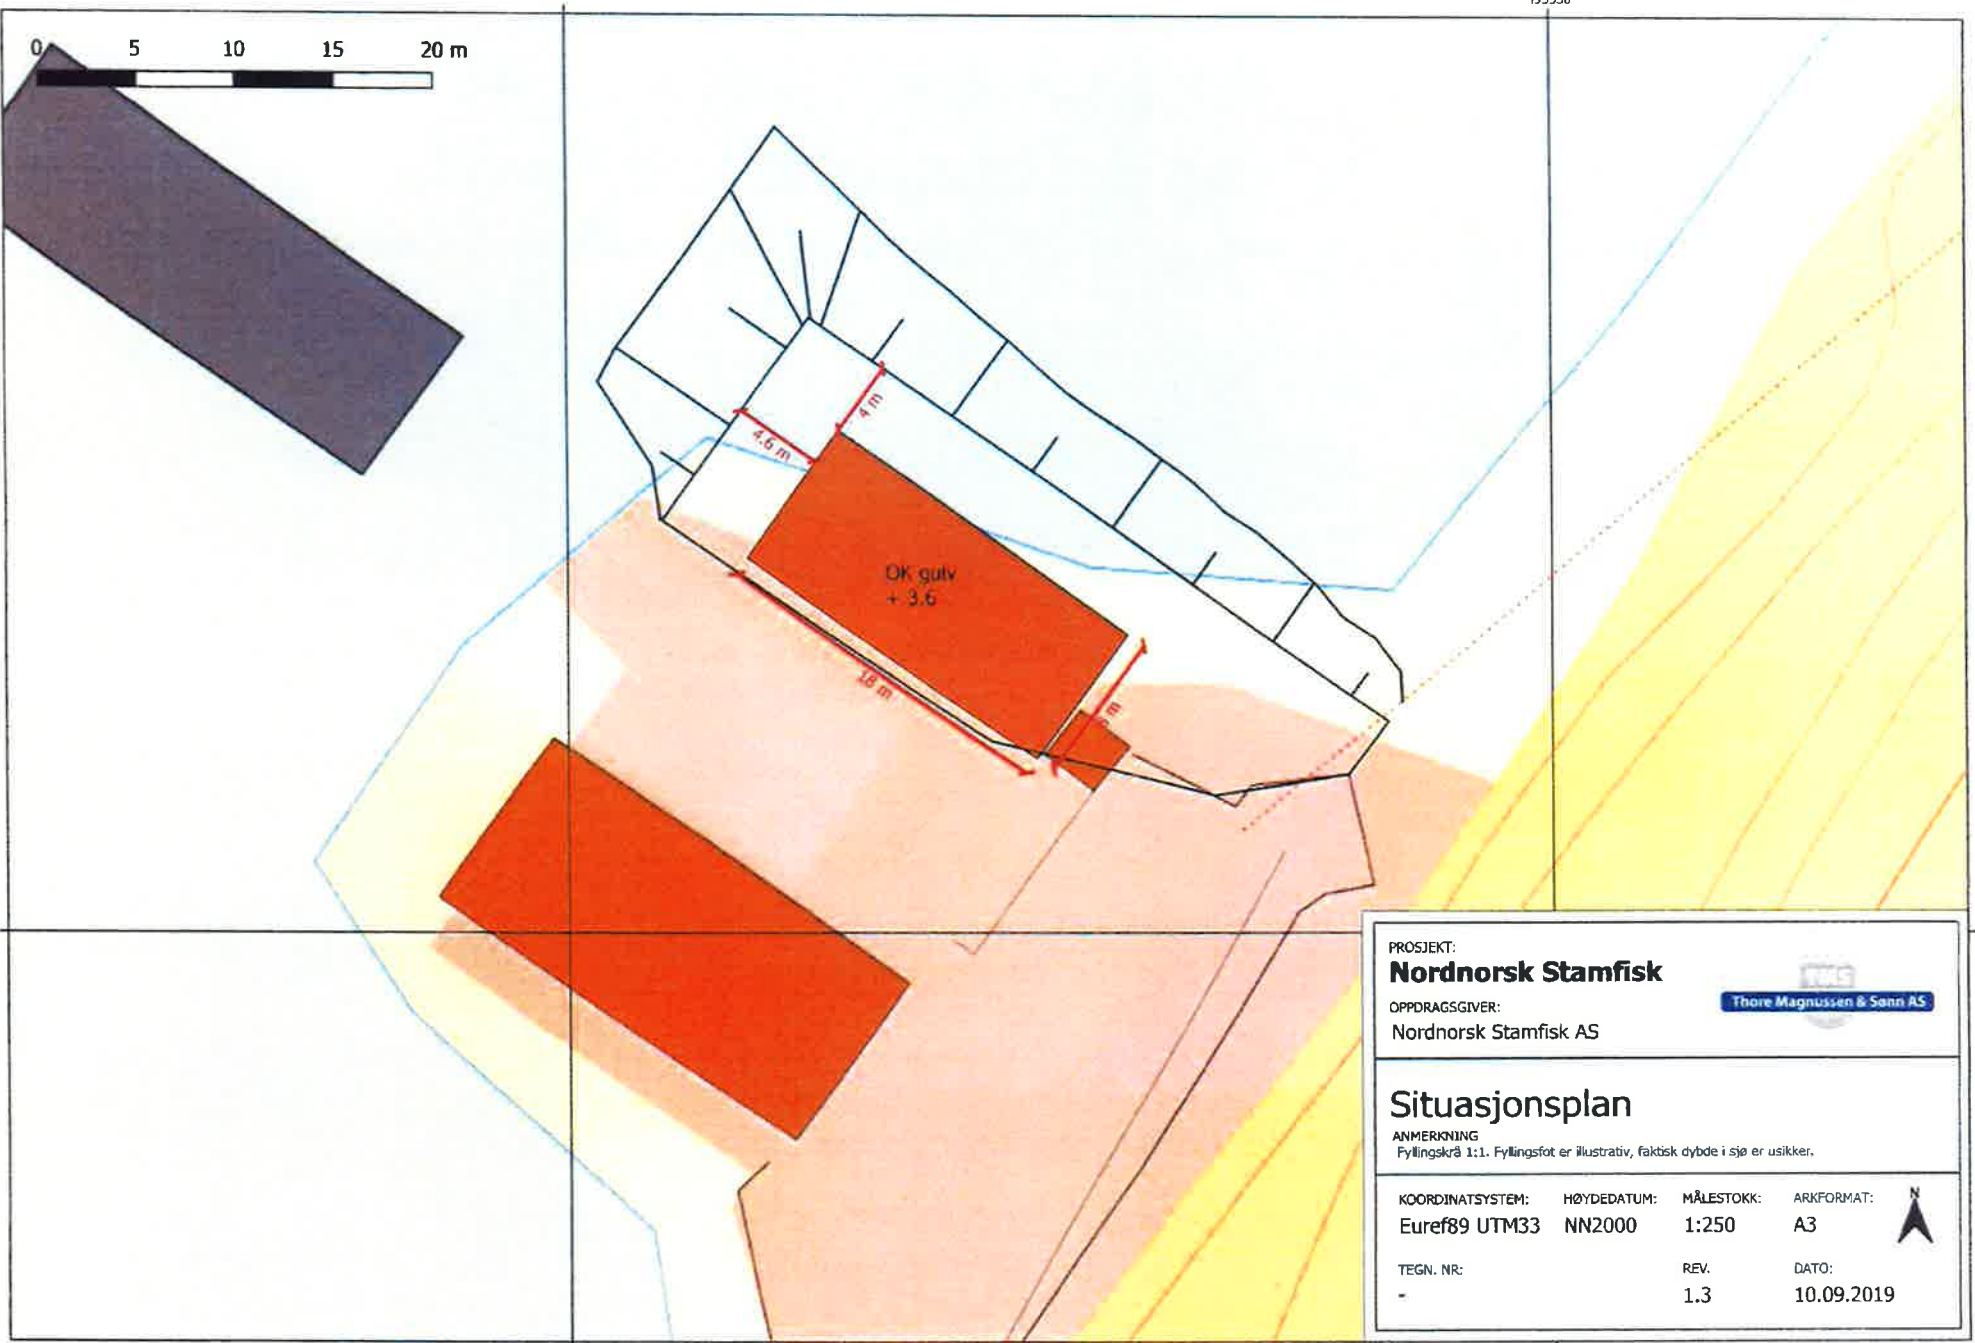 0 5 10 15 20 m
4 m
4.6 m
OK gulv
+ 3.6
18 m
m
PROSJEKT:
Nordnorsk Stamfisk
OPPDRAGSGIVER:
Nordnorsk Stamfisk AS
TMS
Thore Magnussen & Sønn AS
Situasjonsplan
ANMERKNING
Fyllingskrå 1:1. Fyllingsfot er illustrativ, faktisk dybde i sjø er usikker.
KOORDINATSYSTEM: HØYDEDATUM: MÅLESTOKK: ARKFORMAT:
Euref89 UTM33 NN2000 1:250 A3
N
TEGN. NR: REV. DATO:
- 1.3 10.09.2019